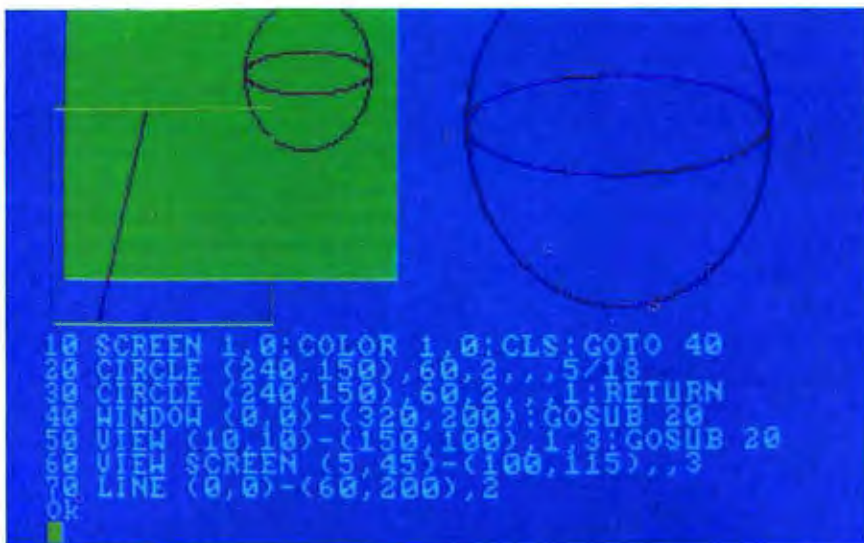 10 SCREEN 1,0:COLOR 1,0:CLS:GOTO 40
20 CIRCLE (240,150),60,2,,,5/18
30 CIRCLE (240,150),60,2,,,1:RETURN
40 WINDOW (0,0)-(320,200):GOSUB 20
50 VIEW (10,10)-(150,100),1,3:GOSUB 20
60 VIEW SCREEN (5,45)-(100,115),,3
70 LINE (0,0)-(60,200),2
Ok